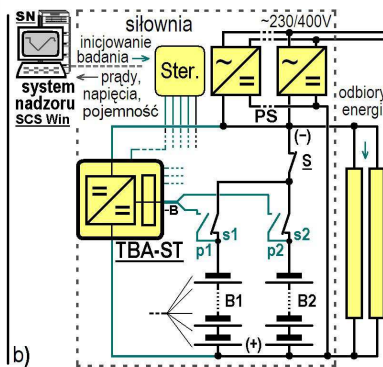 SN
siłownia
~230/400V
inicjowanie
badania
Ster.
system
nadzoru
SCS Win
prądy,
napięcia,
pojemność
PS
odbiory
energii
(−)
S
-B
TBA-ST
s1
s2
p1
p2
B1
B2
(+)
b)